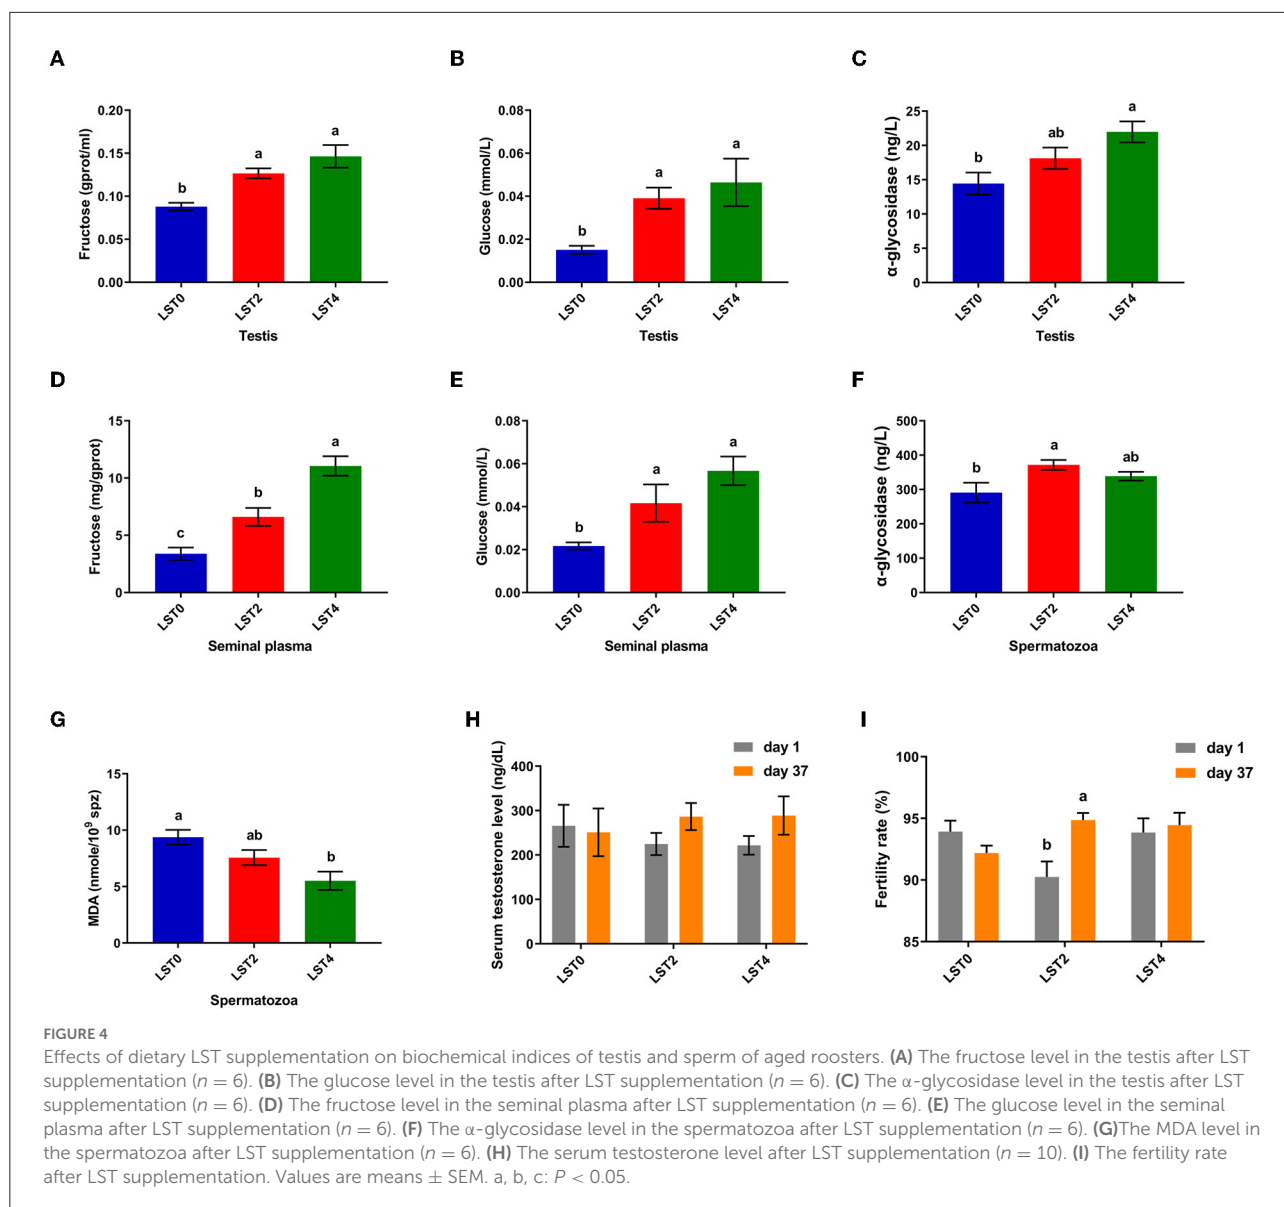 A
Fructose (gprot/ml)
0.20
0.15
0.10
0.05
0.00
b
a
a
LST0
LST2
LST4
Testis
B
Glucose (mmol/L)
0.08
0.06
0.04
0.02
0.00
b
a
a
LST0
LST2
LST4
Testis
C
α-glycosidase (ng/L)
25
20
15
10
5
0
b
ab
a
LST0
LST2
LST4
Testis
D
Fructose (mg/gprot)
15
10
5
0
c
b
a
LST0
LST2
LST4
Seminal plasma
E
Glucose (mmol/L)
0.08
0.06
0.04
0.02
0.00
b
a
a
LST0
LST2
LST4
Seminal plasma
F
α-glycosidase (ng/L)
500
400
300
200
100
0
b
a
ab
LST0
LST2
LST4
Spermatozoa
G
MDA (nmole/10⁹ spz)
15
10
5
0
a
ab
b
LST0
LST2
LST4
Spermatozoa
H
Serum testosterone level (ng/dL)
400
300
200
100
0
day 1
day 37
LST0
LST2
LST4
I
Fertility rate (%)
100
95
90
85
day 1
day 37
b
a
LST0
LST2
LST4
FIGURE 4
Effects of dietary LST supplementation on biochemical indices of testis and sperm of aged roosters. (A) The fructose level in the testis after LST
supplementation (n = 6). (B) The glucose level in the testis after LST supplementation (n = 6). (C) The α-glycosidase level in the testis after LST
supplementation (n = 6). (D) The fructose level in the seminal plasma after LST supplementation (n = 6). (E) The glucose level in the seminal
plasma after LST supplementation (n = 6). (F) The α-glycosidase level in the spermatozoa after LST supplementation (n = 6). (G)The MDA level in
the spermatozoa after LST supplementation (n = 6). (H) The serum testosterone level after LST supplementation (n = 10). (I) The fertility rate
after LST supplementation. Values are means ± SEM. a, b, c: P < 0.05.